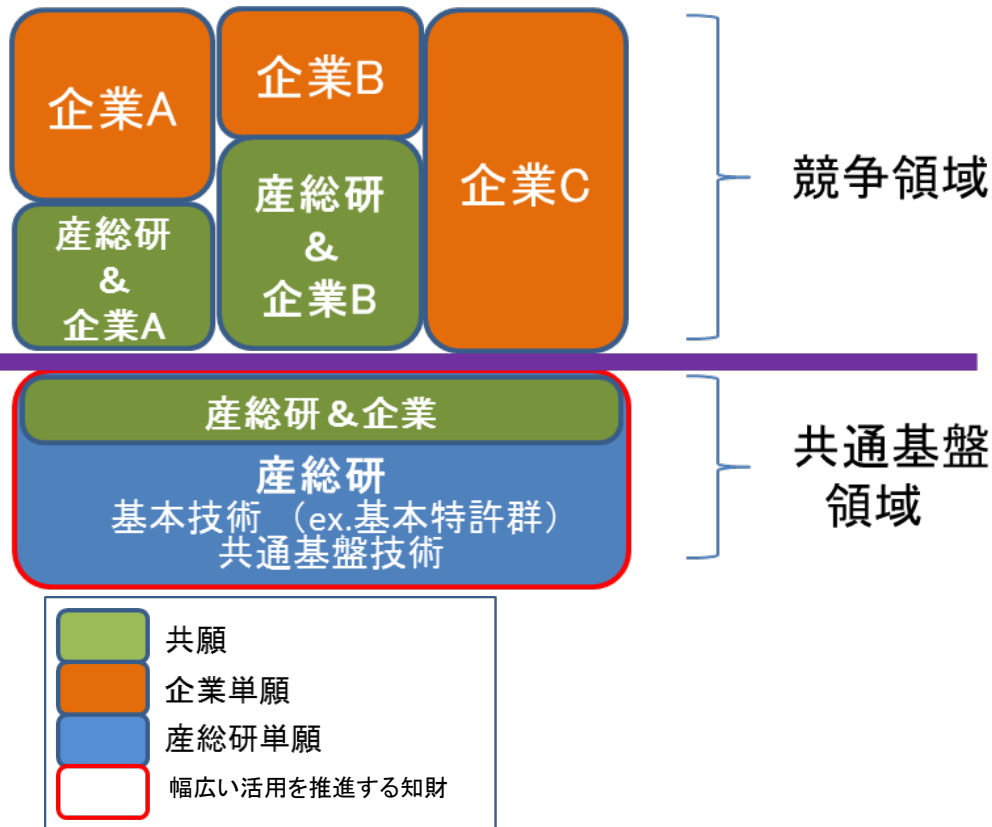 企業A
産総研
&
企業A
企業B
産総研
&
企業B
企業C
競争領域
産総研&企業
産総研
基本技術 (ex.基本特許群)
共通基盤技術
共通基盤
領域
共願
企業単願
産総研単願
幅広い活用を推進する知財